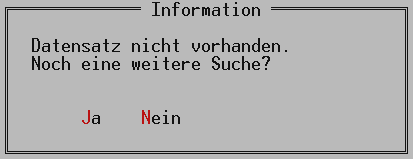 Information
Datensatz nicht vorhanden.
Noch eine weitere Suche?
Ja Nein